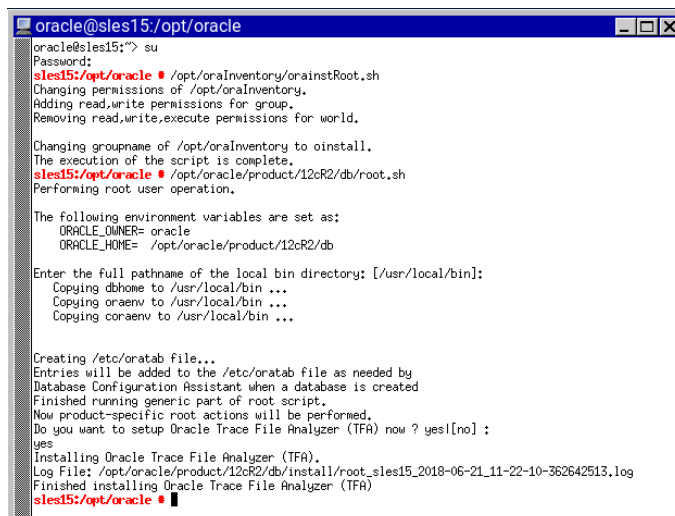 oracle@sles15:/opt/oracle
oracle@sles15:~> su
Password:
sles15:/opt/oracle # /opt/oraInventory/orainstRoot.sh
Changing permissions of /opt/oraInventory.
Adding read,write permissions for group.
Removing read,write,execute permissions for world.
Changing groupname of /opt/oraInventory to oinstall.
The execution of the script is complete.
sles15:/opt/oracle # /opt/oracle/product/12cR2/db/root.sh
Performing root user operation.
The following environment variables are set as:
ORACLE_OWNER= oracle
ORACLE_HOME=  /opt/oracle/product/12cR2/db
Enter the full pathname of the local bin directory: [/usr/local/bin]:
Copying dbhome to /usr/local/bin ...
Copying oraenv to /usr/local/bin ...
Copying coraenv to /usr/local/bin ...
Creating /etc/oratab file...
Entries will be added to the /etc/oratab file as needed by
Database Configuration Assistant when a database is created
Finished running generic part of root script.
Now product-specific root actions will be performed.
Do you want to setup Oracle Trace File Analyzer (TFA) now ? yes|[no] :
yes
Installing Oracle Trace File Analyzer (TFA).
Log File: /opt/oracle/product/12cR2/db/install/root_sles15_2018-06-21_11-22-10-362642513.log
Finished installing Oracle Trace File Analyzer (TFA)
sles15:/opt/oracle #